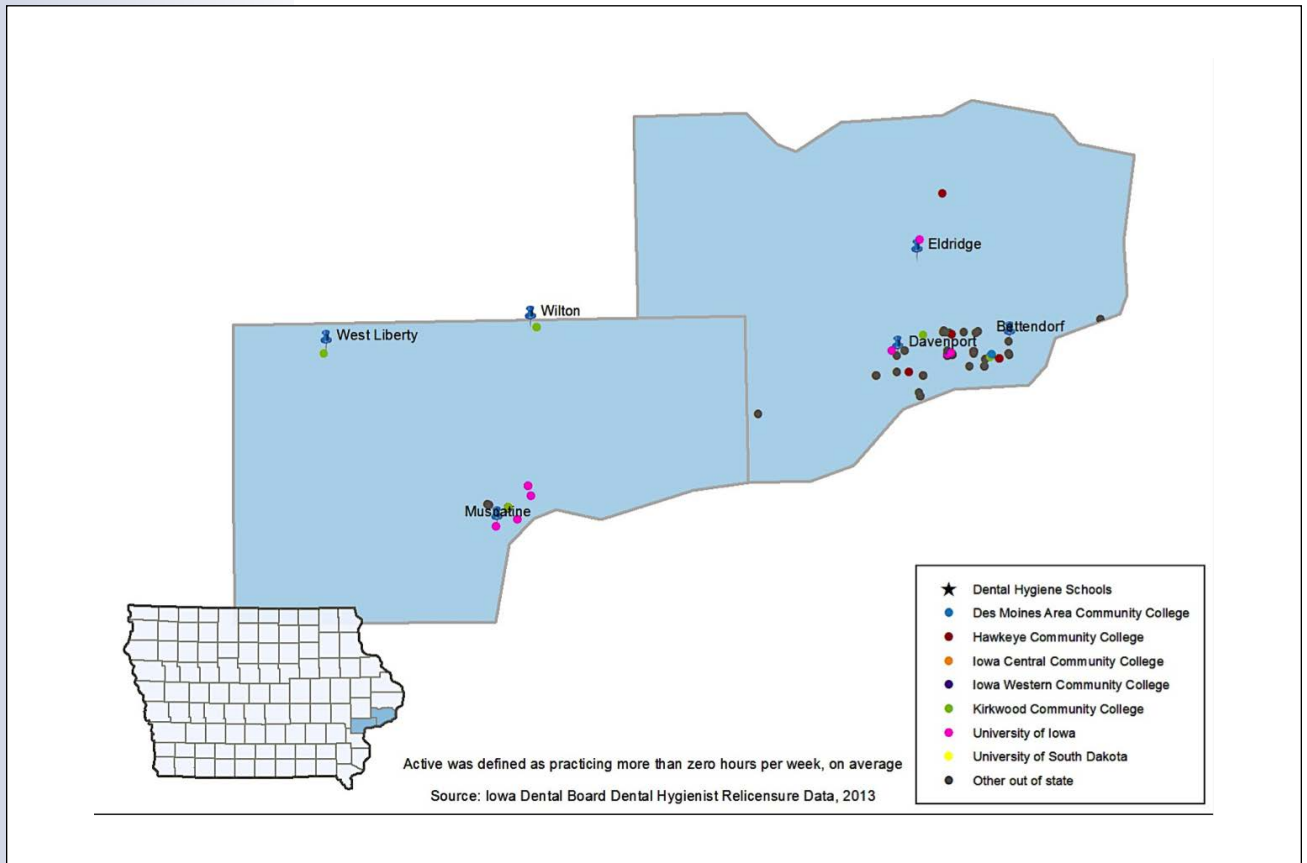 Eldridge
Wilton
West Liberty
Bettendorf
Davenport
Muscatine
Dental Hygiene Schools
Des Moines Area Community College
Hawkeye Community College
Iowa Central Community College
Iowa Western Community College
Kirkwood Community College
University of Iowa
University of South Dakota
Other out of state
Active was defined as practicing more than zero hours per week, on average
Source: Iowa Dental Board Dental Hygienist Relicensure Data, 2013